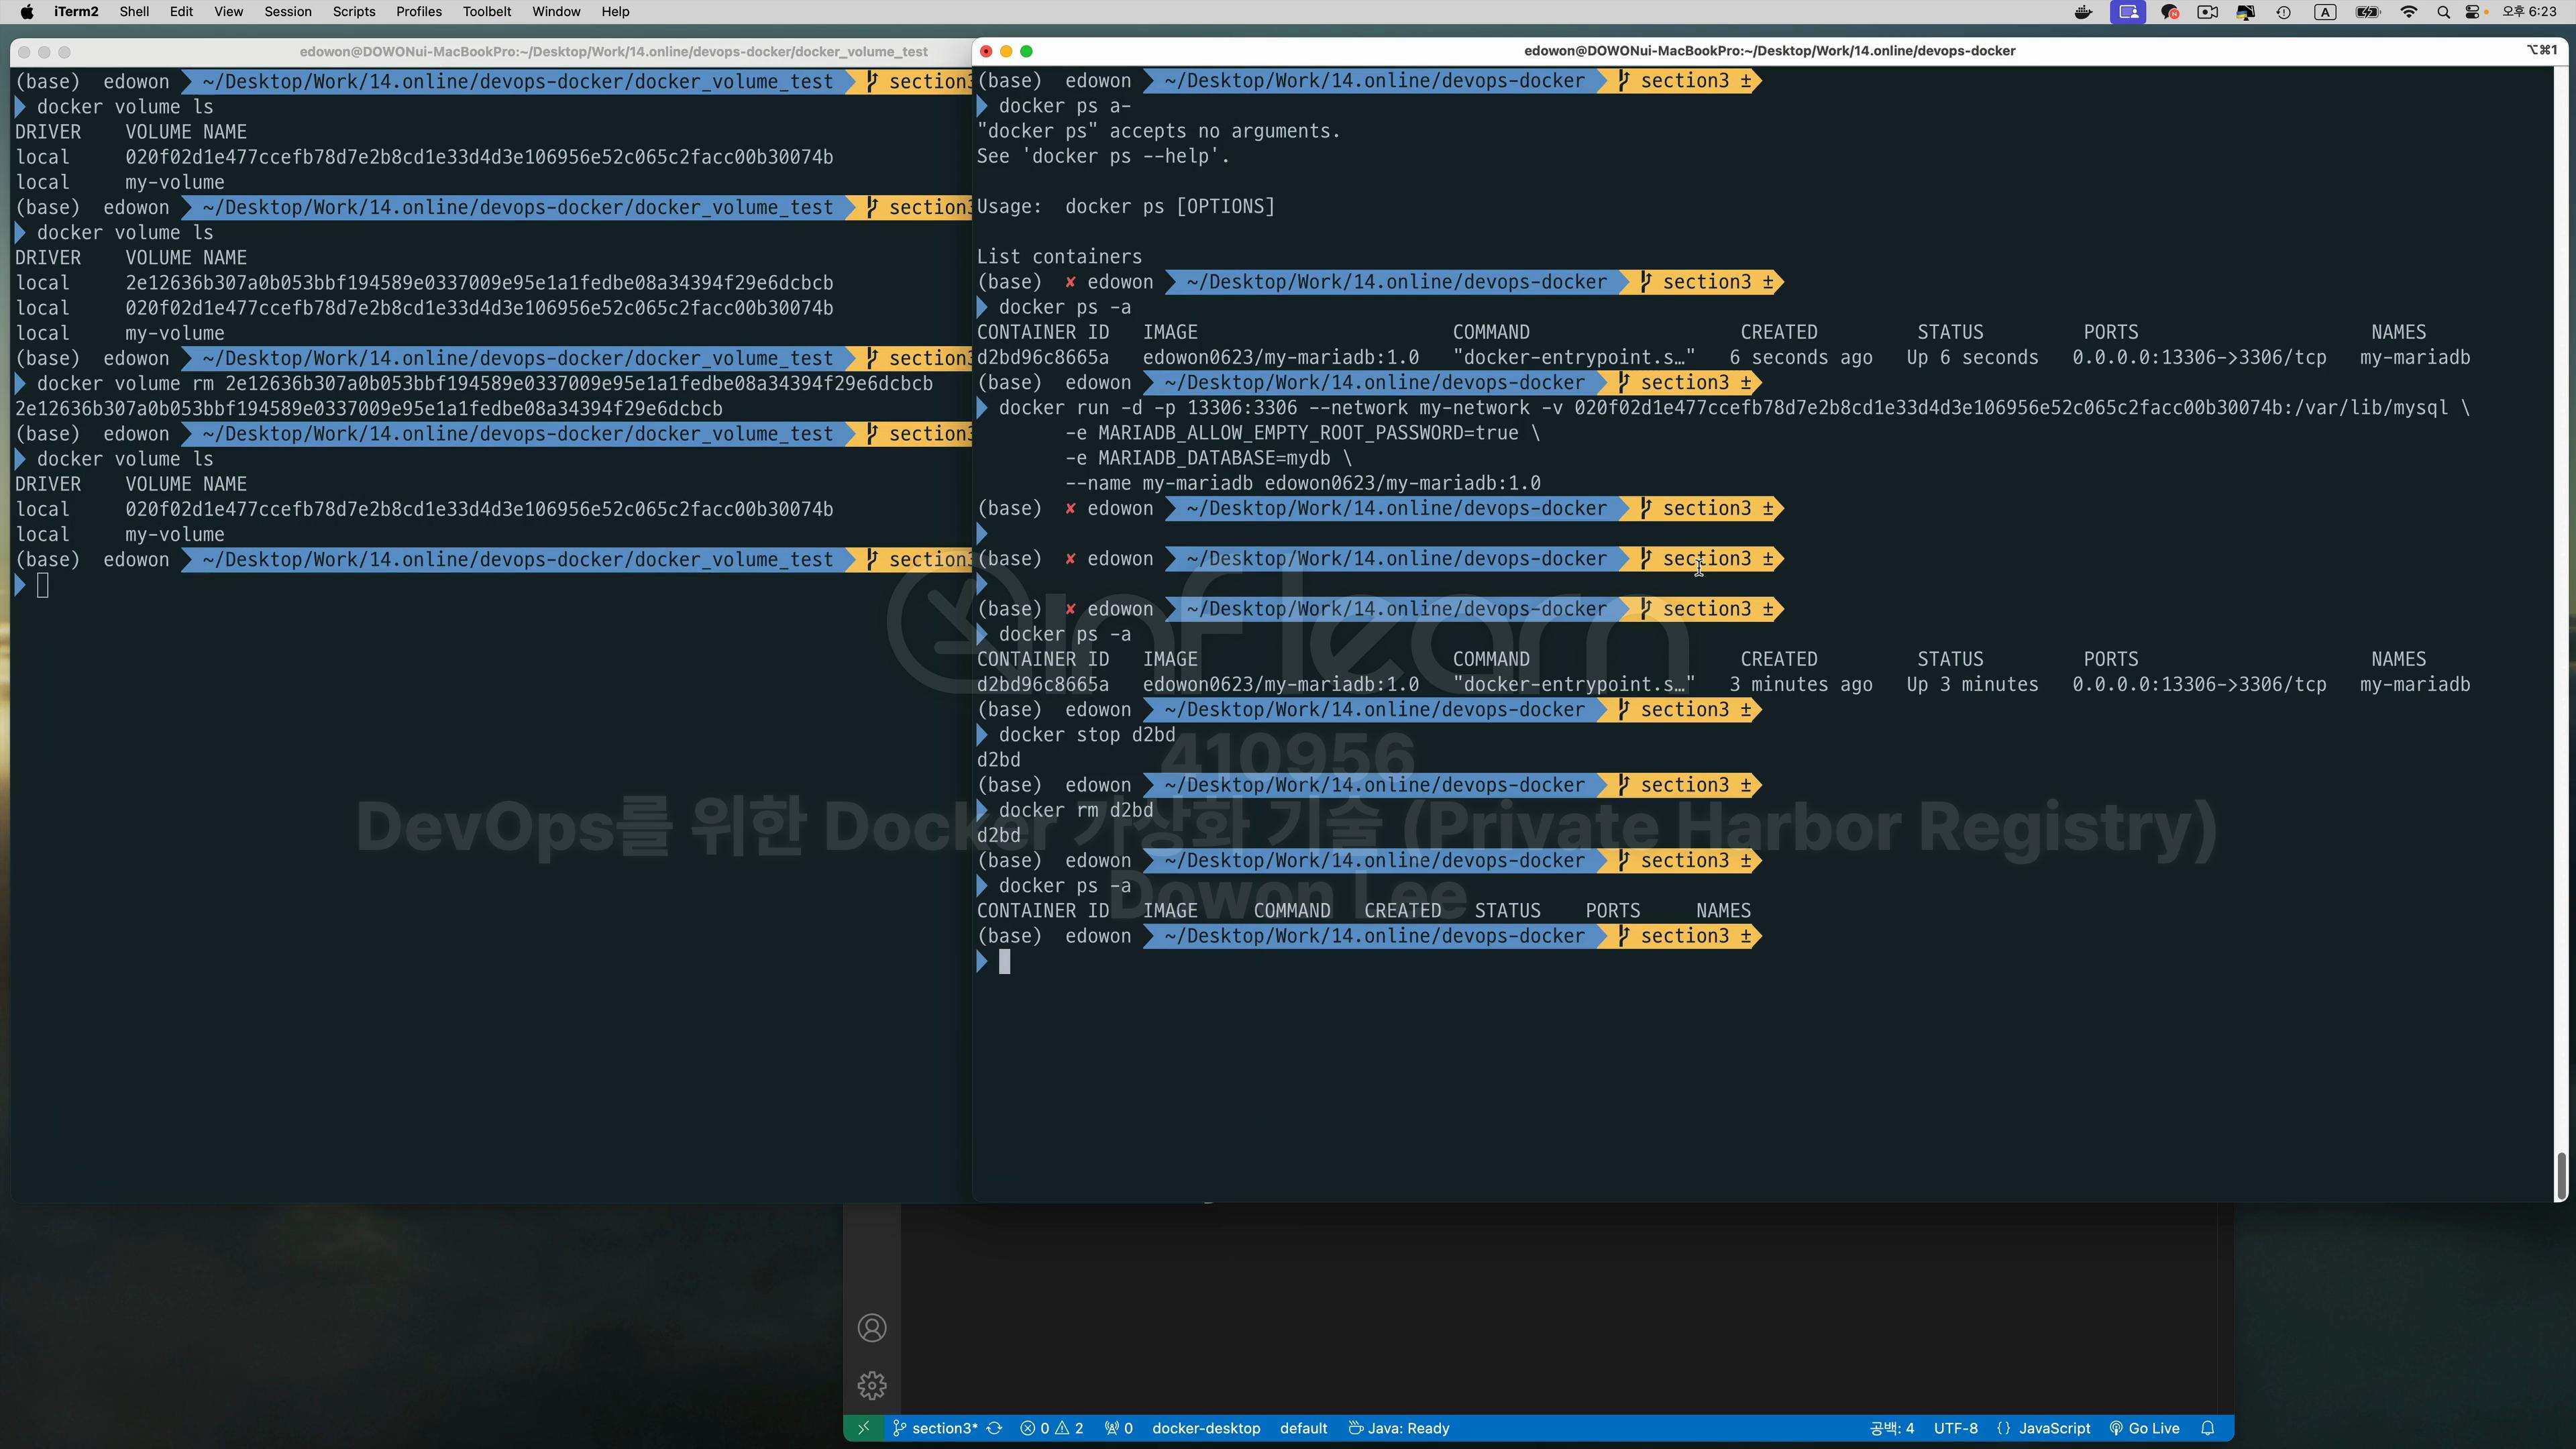 iTerm2 Shell Edit View Session Scripts Profiles Toolbelt Window Help
A 오후 6:23
edowon@DOWONui-MacBookPro:~/Desktop/Work/14.online/devops-docker/docker_volume_test
(base) edowon ~/Desktop/Work/14.online/devops-docker/docker_volume_test section3
docker volume ls
DRIVER VOLUME NAME
local 020f02d1e477ccefb78d7e2b8cd1e33d4d3e106956e52c065c2facc00b30074b
local my-volume
(base) edowon ~/Desktop/Work/14.online/devops-docker/docker_volume_test section3
docker volume ls
DRIVER VOLUME NAME
local 2e12636b307a0b053bbf194589e0337009e95e1a1fedbe08a34394f29e6dcbcb
local 020f02d1e477ccefb78d7e2b8cd1e33d4d3e106956e52c065c2facc00b30074b
local my-volume
(base) edowon ~/Desktop/Work/14.online/devops-docker/docker_volume_test section3
docker volume rm 2e12636b307a0b053bbf194589e0337009e95e1a1fedbe08a34394f29e6dcbcb
2e12636b307a0b053bbf194589e0337009e95e1a1fedbe08a34394f29e6dcbcb
(base) edowon ~/Desktop/Work/14.online/devops-docker/docker_volume_test section3
docker volume ls
DRIVER VOLUME NAME
local 020f02d1e477ccefb78d7e2b8cd1e33d4d3e106956e52c065c2facc00b30074b
local my-volume
(base) edowon ~/Desktop/Work/14.online/devops-docker/docker_volume_test section3
edowon@DOWONui-MacBookPro:~/Desktop/Work/14.online/devops-docker ⌥⌘1
(base) edowon ~/Desktop/Work/14.online/devops-docker section3 ±
docker ps a-
"docker ps" accepts no arguments.
See 'docker ps --help'.
Usage: docker ps [OPTIONS]
List containers
(base) ✘ edowon ~/Desktop/Work/14.online/devops-docker section3 ±
docker ps -a
CONTAINER ID IMAGE COMMAND CREATED STATUS PORTS NAMES
d2bd96c8665a edowon0623/my-mariadb:1.0 "docker-entrypoint.s…" 6 seconds ago Up 6 seconds 0.0.0.0:13306->3306/tcp my-mariadb
(base) edowon ~/Desktop/Work/14.online/devops-docker section3 ±
docker run -d -p 13306:3306 --network my-network -v 020f02d1e477ccefb78d7e2b8cd1e33d4d3e106956e52c065c2facc00b30074b:/var/lib/mysql \
-e MARIADB_ALLOW_EMPTY_ROOT_PASSWORD=true \
-e MARIADB_DATABASE=mydb \
--name my-mariadb edowon0623/my-mariadb:1.0
(base) ✘ edowon ~/Desktop/Work/14.online/devops-docker section3 ±
(base) ✘ edowon ~/Desktop/Work/14.online/devops-docker section3 ±
(base) ✘ edowon ~/Desktop/Work/14.online/devops-docker section3 ±
docker ps -a
CONTAINER ID IMAGE COMMAND CREATED STATUS PORTS NAMES
d2bd96c8665a edowon0623/my-mariadb:1.0 "docker-entrypoint.s…" 3 minutes ago Up 3 minutes 0.0.0.0:13306->3306/tcp my-mariadb
(base) edowon ~/Desktop/Work/14.online/devops-docker section3 ±
docker stop d2bd
d2bd
(base) edowon ~/Desktop/Work/14.online/devops-docker section3 ±
docker rm d2bd
d2bd
(base) edowon ~/Desktop/Work/14.online/devops-docker section3 ±
docker ps -a
CONTAINER ID IMAGE COMMAND CREATED STATUS PORTS NAMES
(base) edowon ~/Desktop/Work/14.online/devops-docker section3 ±
inflearn
410956
DevOps를 위한 Docker 가상화 기술 (Private Harbor Registry)
Dowon Lee
section3* 0 2 0 docker-desktop default Java: Ready 공백: 4 UTF-8 {} JavaScript Go Live